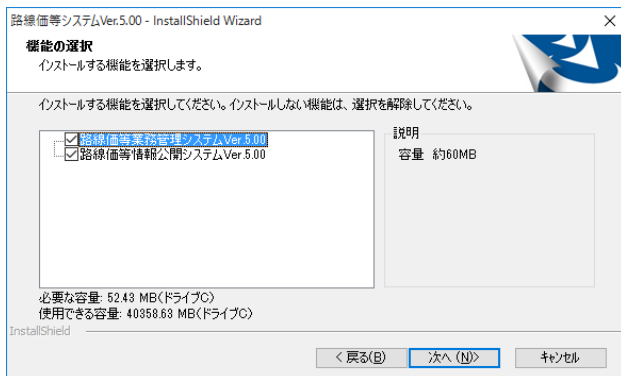 路線価等システムVer.5.00 - InstallShield Wizard
機能の選択
インストールする機能を選択します。
インストールする機能を選択してください。インストールしない機能は、選択を解除してください。
路線価等業務管理システムVer.5.00
路線価等情報公開システムVer.5.00
説明
容量 約60MB
必要な容量: 52.43 MB(ドライブC)
使用できる容量: 40358.63 MB(ドライブC)
InstallShield
< 戻る(B)
次へ (N)>
キャンセル